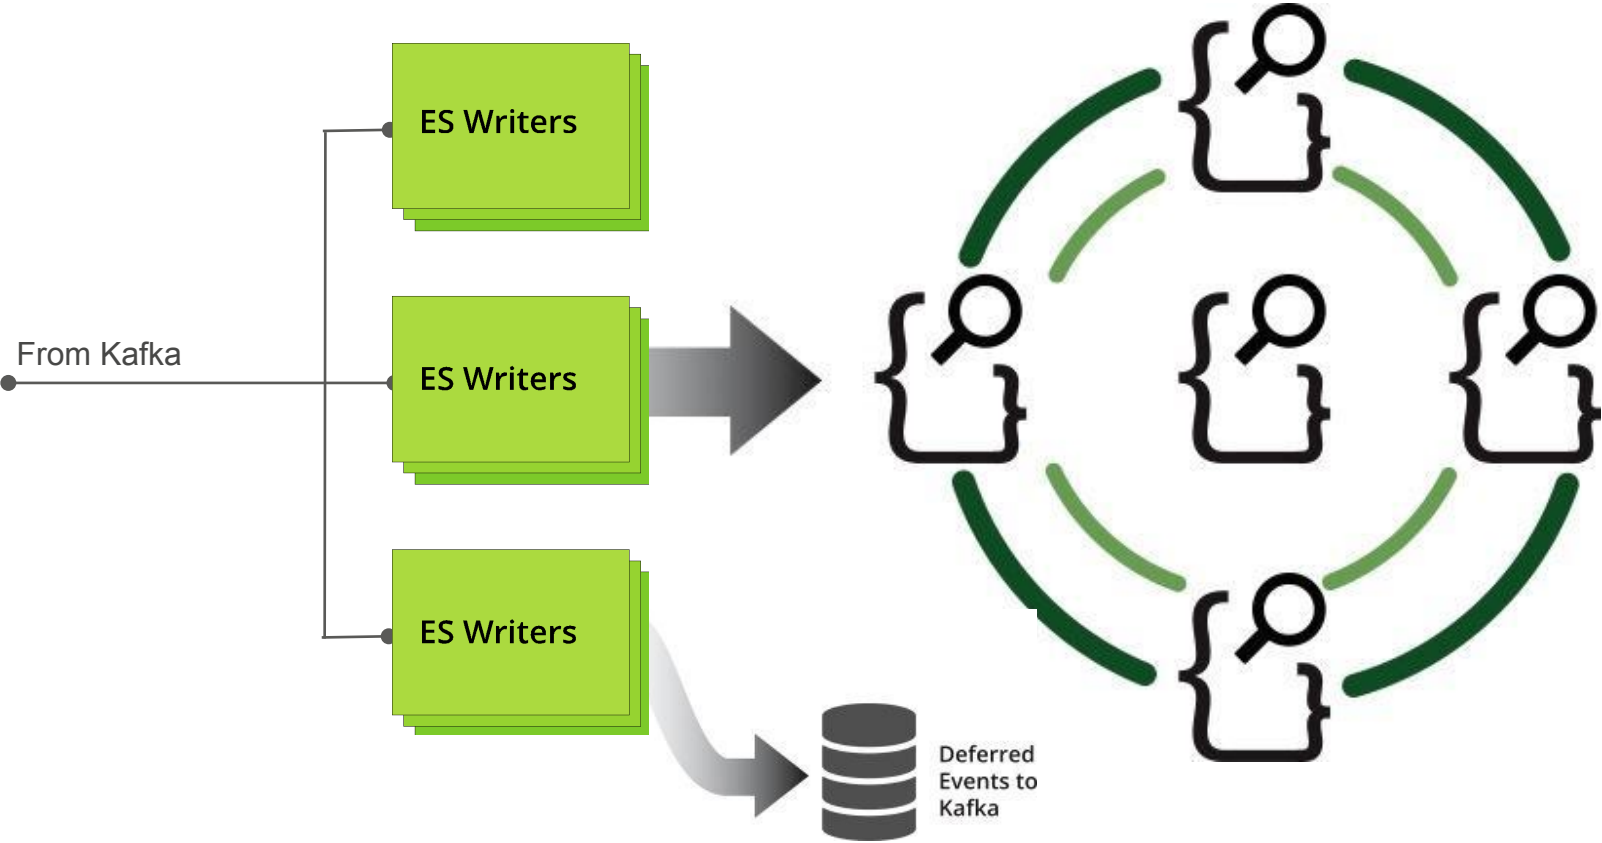 ES Writers
From Kafka
ES Writers
ES Writers
Deferred
Events to
Kafka